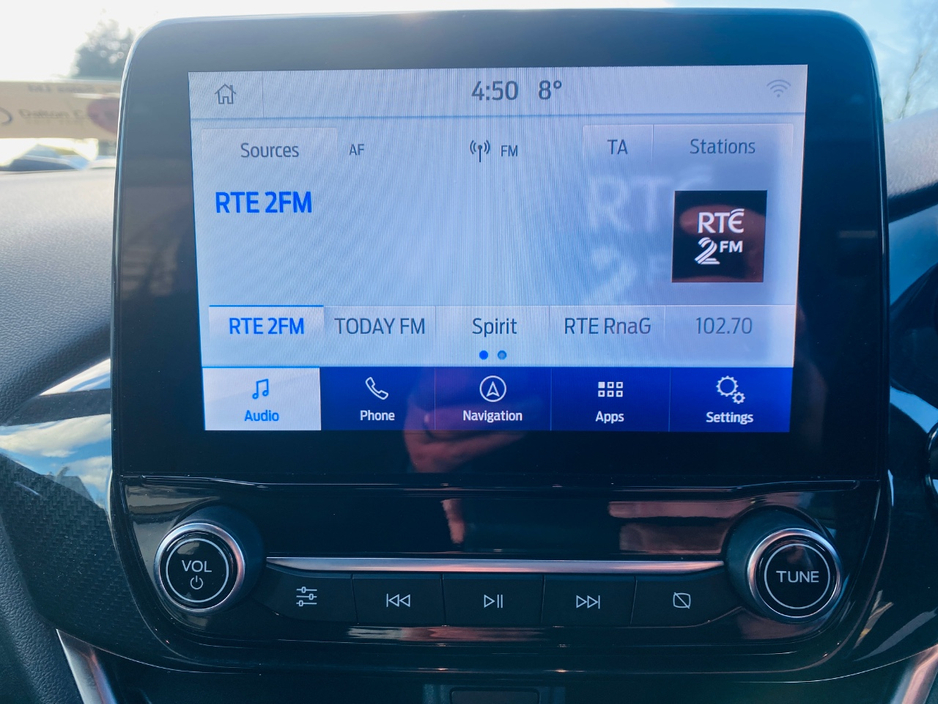 4:50 8°
Sources AF FM TA Stations
RTE 2FM
RTÉ
2FM
RTE 2FM TODAY FM Spirit RTE RnaG 102.70
Audio Phone Navigation Apps Settings
VOL
TUNE